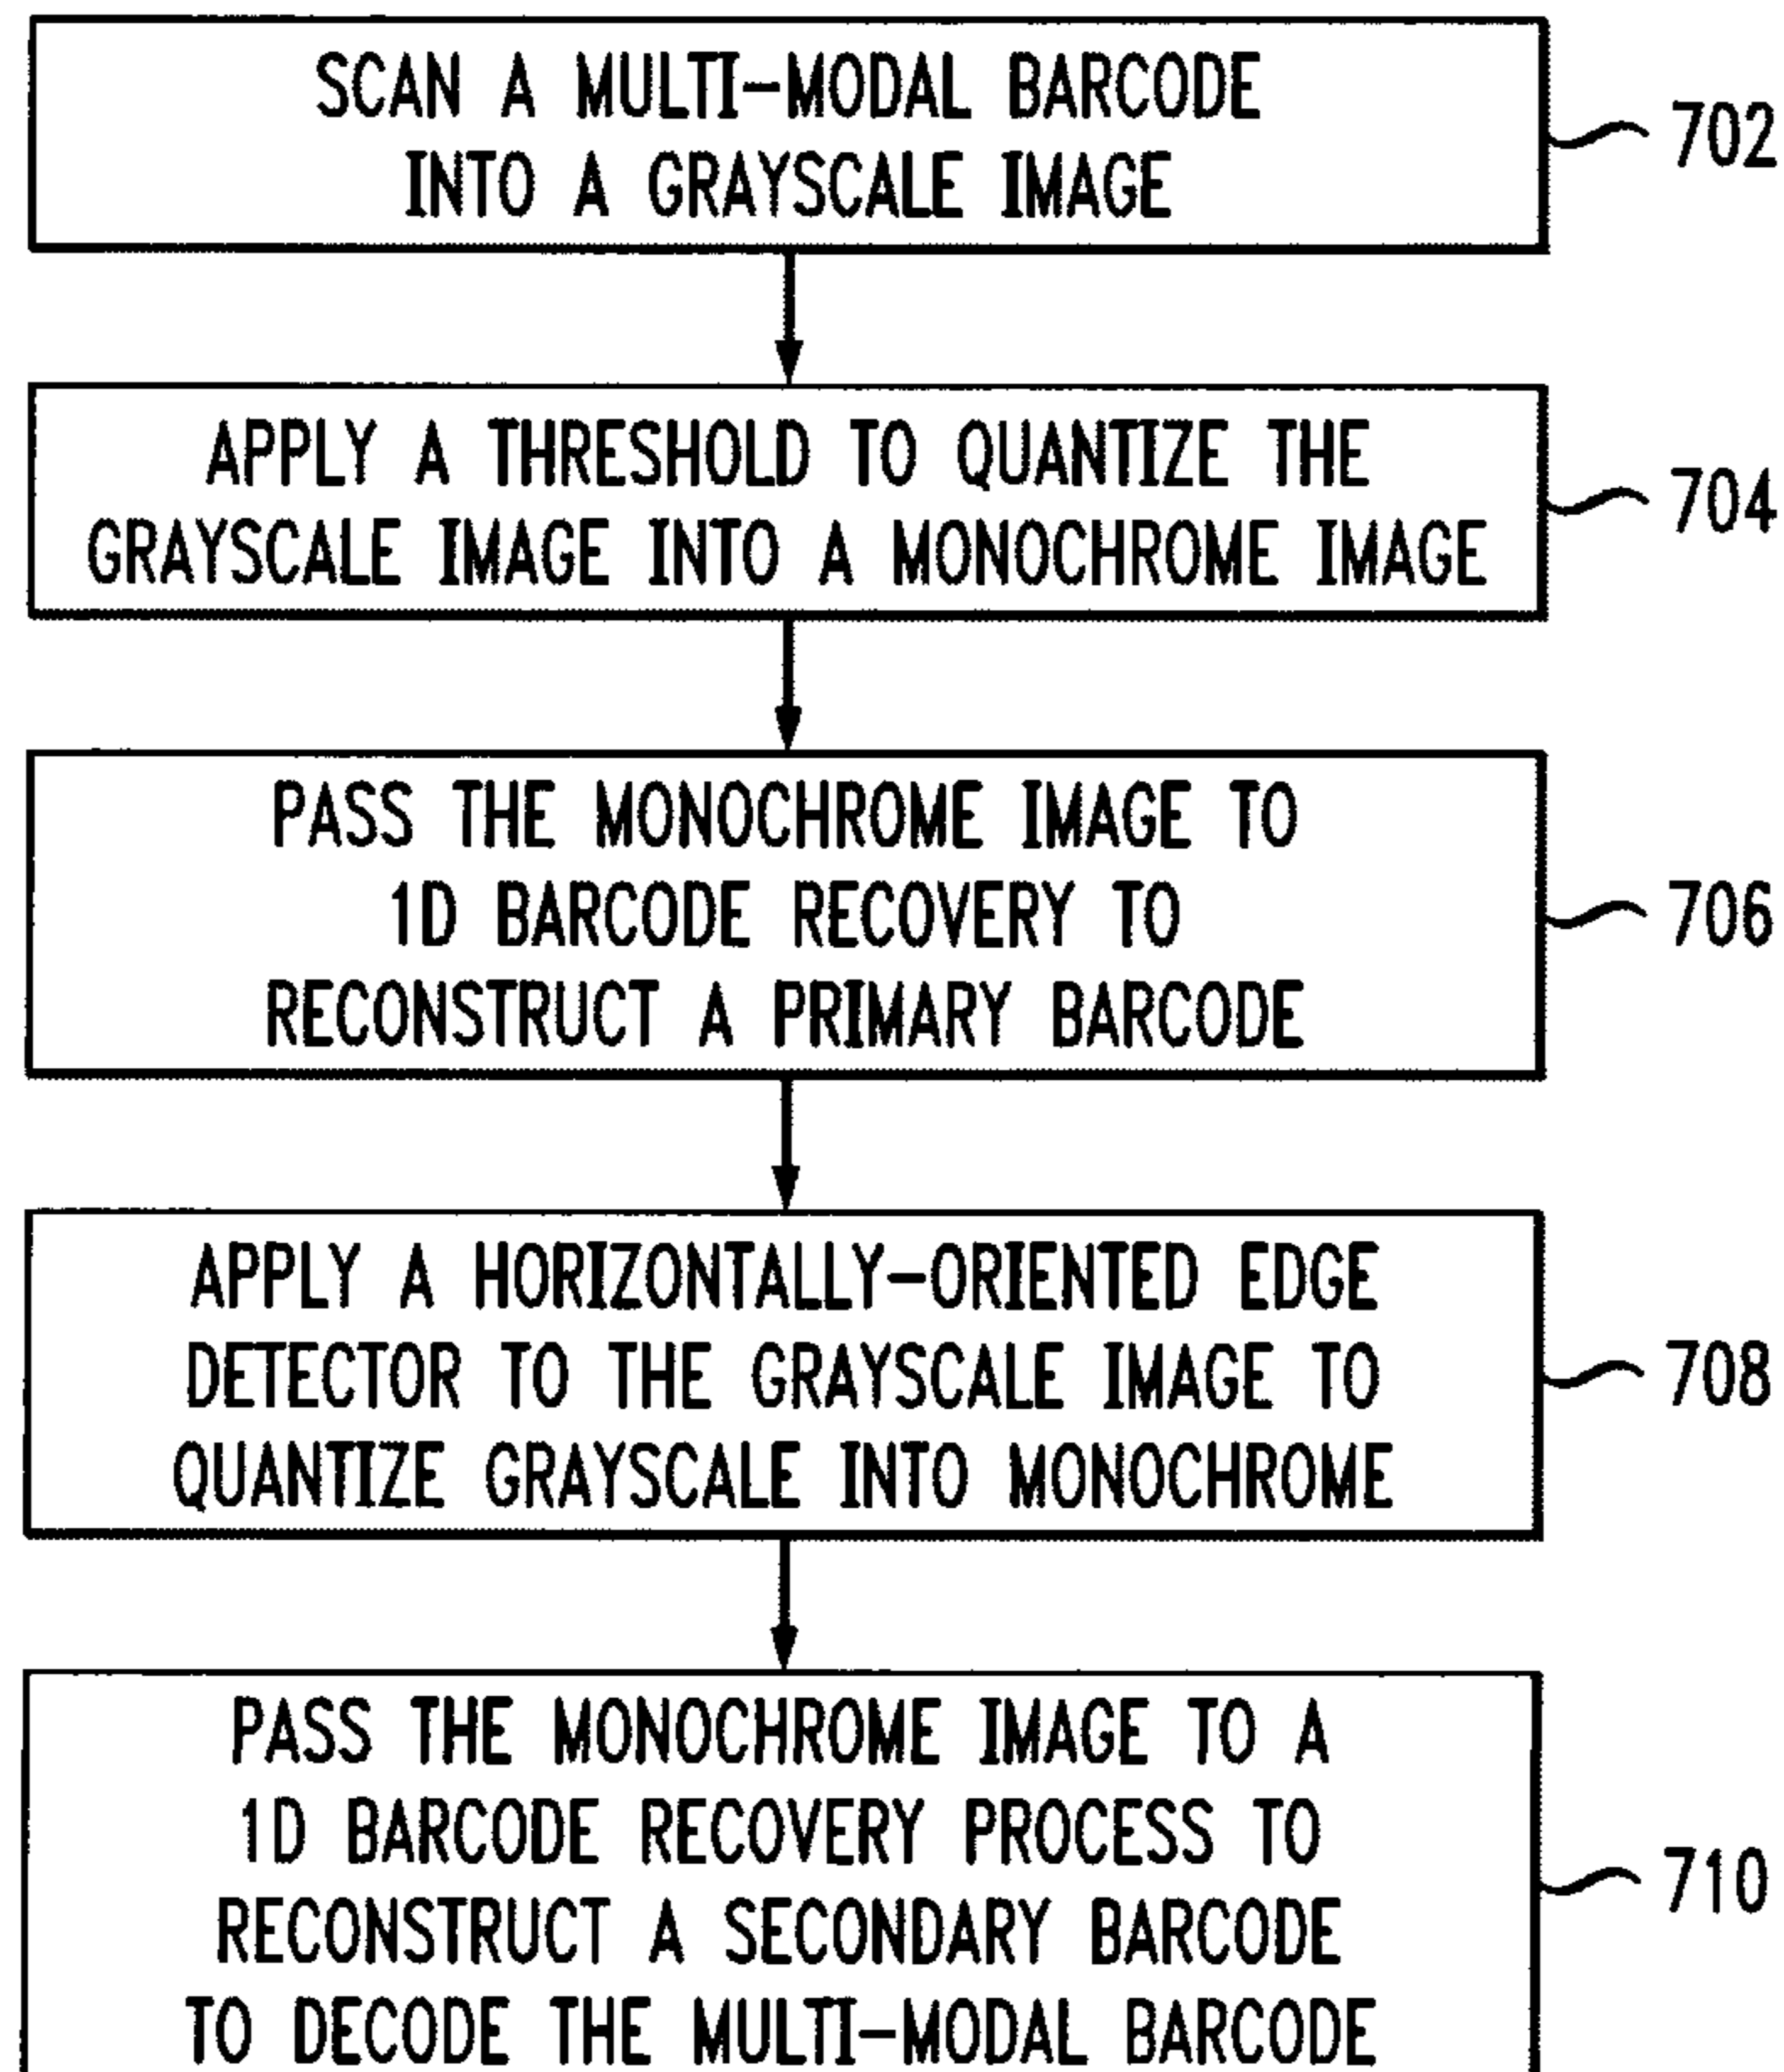 SCAN A MULTI-MODAL BARCODE
INTO A GRAYSCALE IMAGE
702
APPLY A THRESHOLD TO QUANTIZE THE
GRAYSCALE IMAGE INTO A MONOCHROME IMAGE
704
PASS THE MONOCHROME IMAGE TO
1D BARCODE RECOVERY TO
RECONSTRUCT A PRIMARY BARCODE
706
APPLY A HORIZONTALLY-ORIENTED EDGE
DETECTOR TO THE GRAYSCALE IMAGE TO
QUANTIZE GRAYSCALE INTO MONOCHROME
708
PASS THE MONOCHROME IMAGE TO A
1D BARCODE RECOVERY PROCESS TO
RECONSTRUCT A SECONDARY BARCODE
TO DECODE THE MULTI-MODAL BARCODE
710